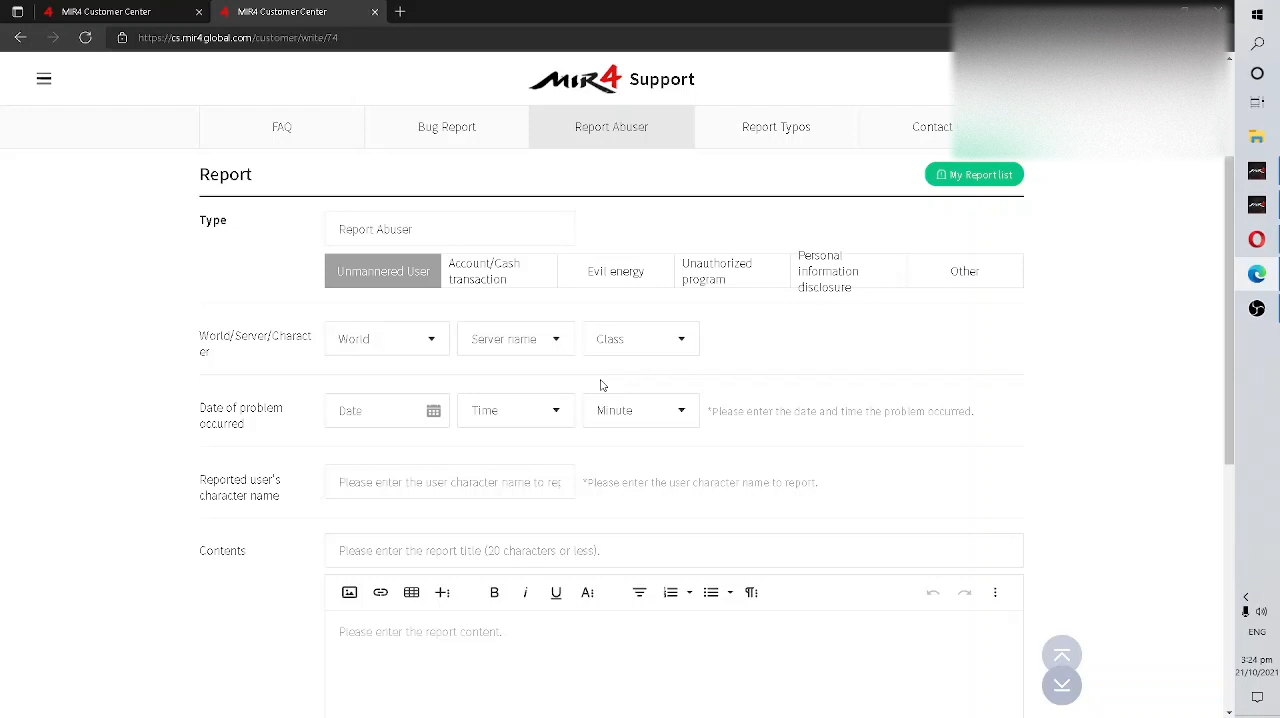 MIR4 Customer Center
MIR4 Customer Center
https://cs.mir4global.com/customer/write/74
MIR4 Support
FAQ
Bug Report
Report Abuser
Report Typos
Contact
Report
My Report list
Type
Report Abuser
Unmannered User
Account/Cash
transaction
Evil energy
Unauthorized
program
Personal
information
disclosure
Other
World/Server/Charact
er
World
Server name
Class
Date of problem
occurred
Date
Time
Minute
*Please enter the date and time the problem occurred.
Reported user's
character name
Please enter the user character name to re
*Please enter the user character name to report.
Contents
Please enter the report title (20 characters or less).
Please enter the report content.
ENG
3:24 pm
21/10/2021